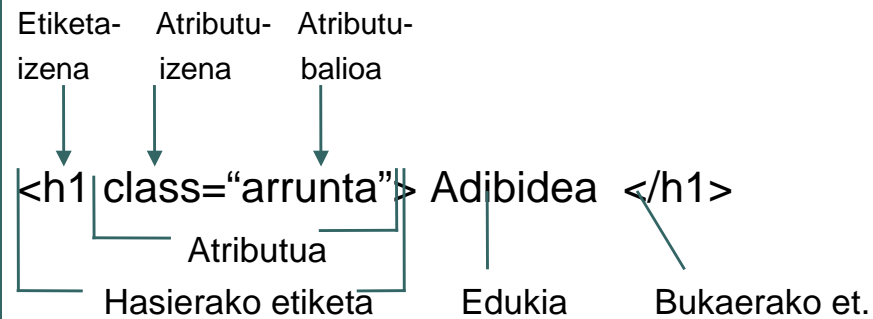 Etiketa- Atributu- Atributu-
izena izena balioa
<h1 class=“arrunta”> Adibidea </h1>
Atributua
Hasierako etiketa Edukia Bukaerako et.